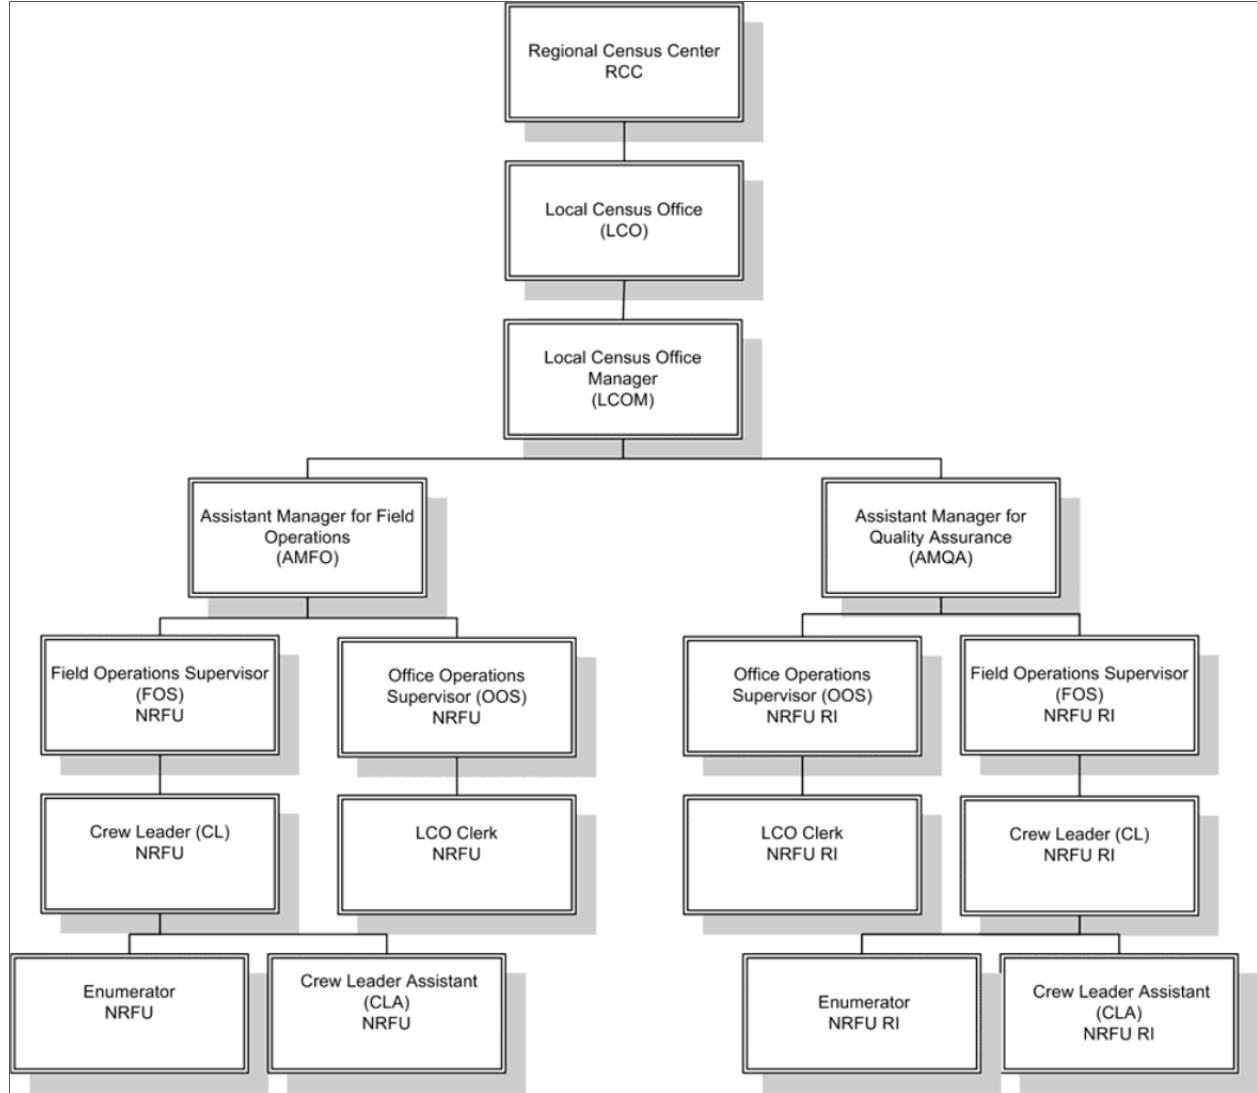 Regional Census Center
RCC
Local Census Office
(LCO)
Local Census Office
Manager
(LCOM)
Assistant Manager for Field
Operations
(AMFO)
Assistant Manager for
Quality Assurance
(AMQA)
Field Operations Supervisor
(FOS)
NRFU
Office Operations
Supervisor (OOS)
NRFU
Office Operations
Supervisor (OOS)
NRFU RI
Field Operations Supervisor
(FOS)
NRFU RI
Crew Leader (CL)
NRFU
LCO Clerk
NRFU
LCO Clerk
NRFU RI
Crew Leader (CL)
NRFU RI
Enumerator
NRFU
Crew Leader Assistant
(CLA)
NRFU
Enumerator
NRFU RI
Crew Leader Assistant
(CLA)
NRFU RI